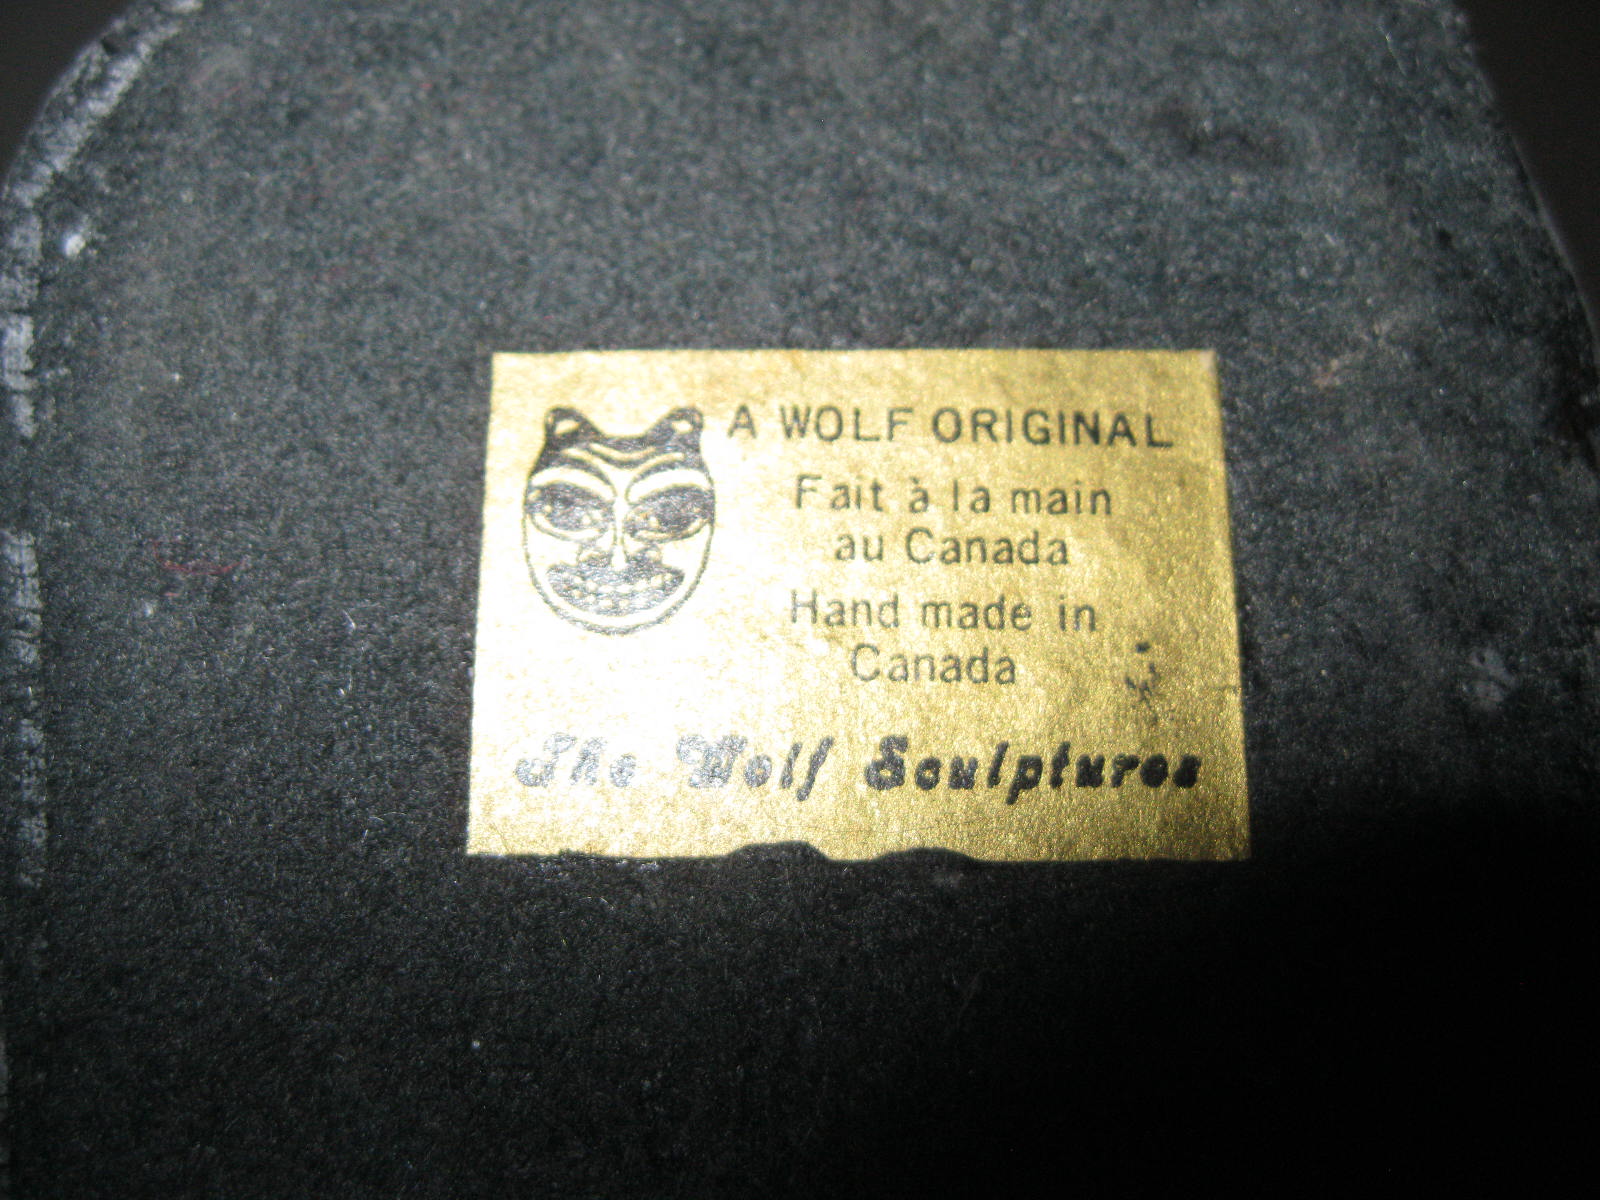 A WOLF ORIGINAL
Fait à la main
au Canada
Hand made in
Canada
The Wolf Sculptures